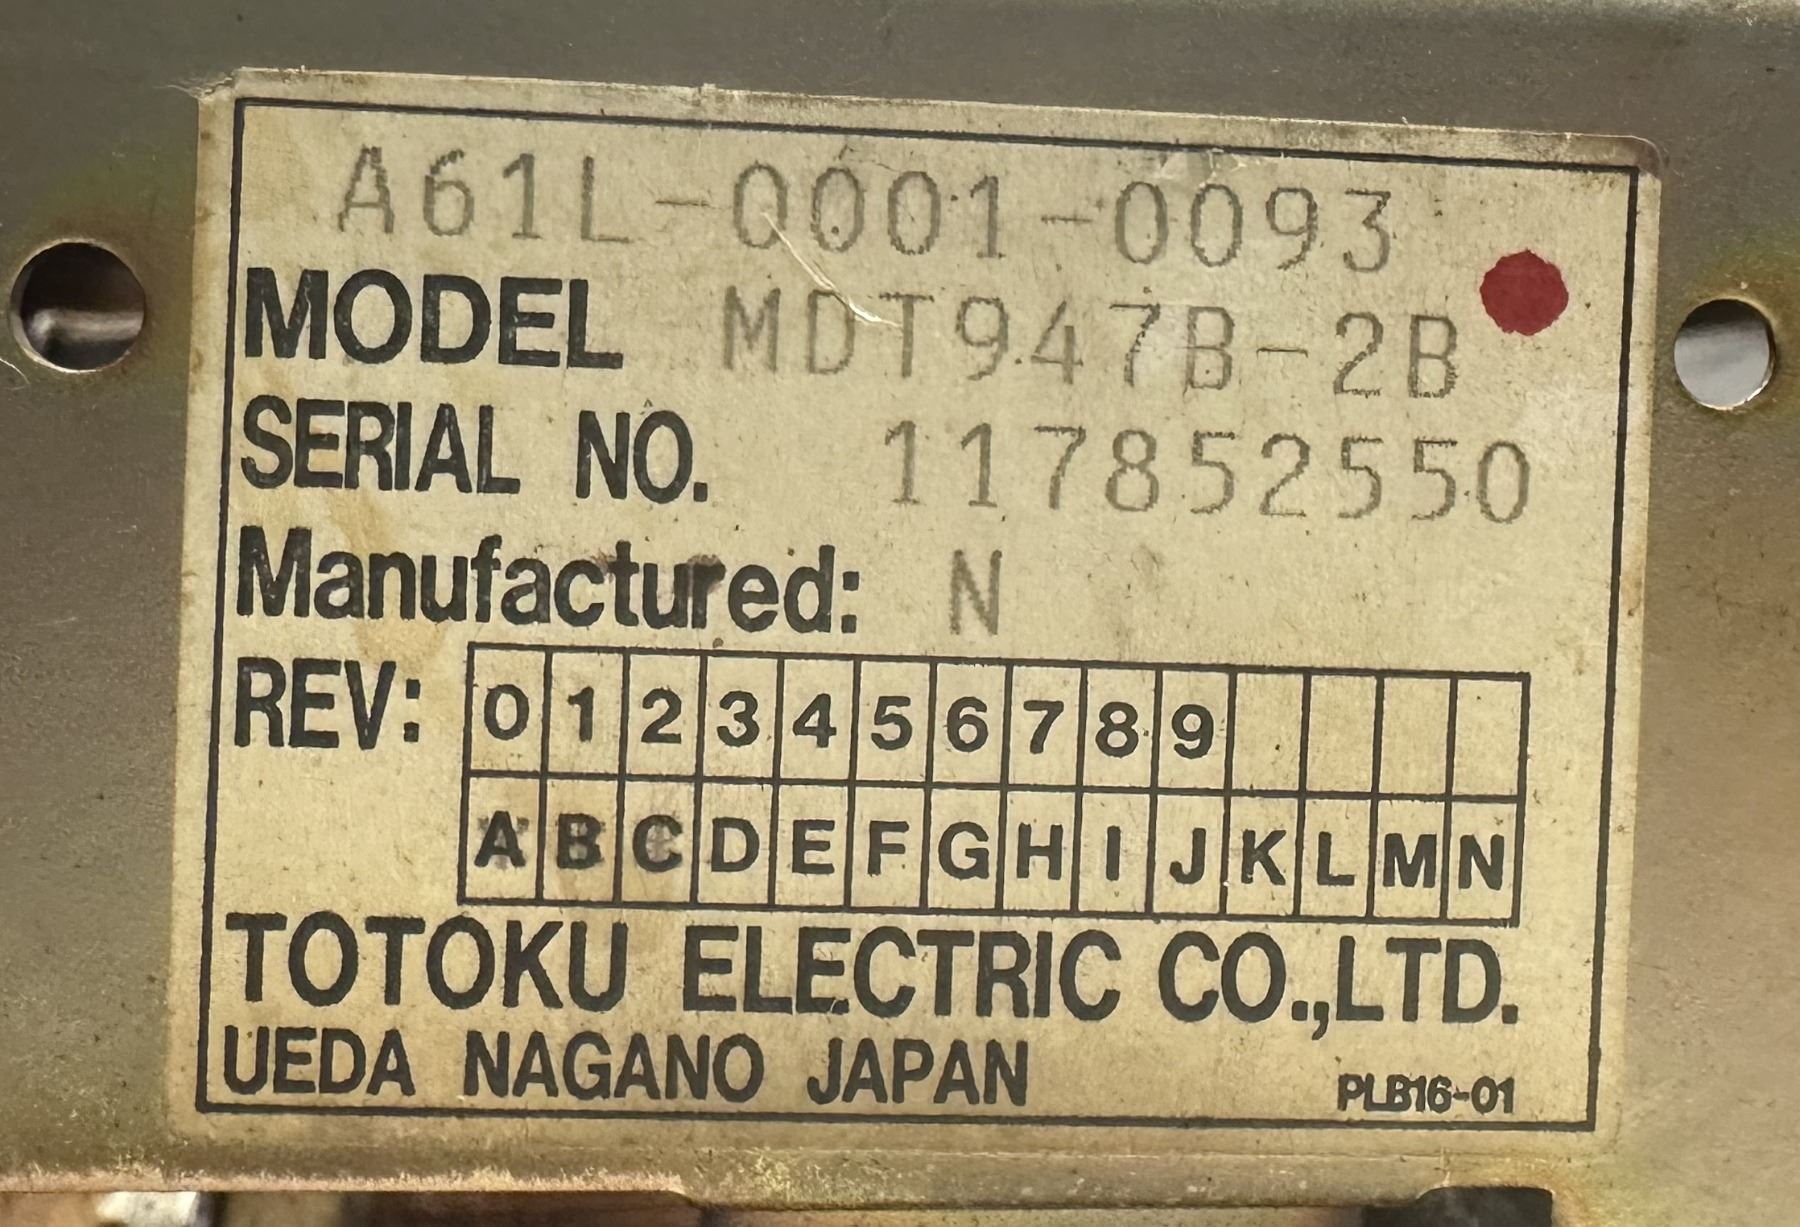 A61L-0001-0093
MODEL MDT947B-2B
SERIAL NO. 117852550
Manufactured: N
REV: 0 1 2 3 4 5 6 7 8 9
A B C D E F G H I J K L M N
TOTOKU ELECTRIC CO.,LTD.
UEDA NAGANO JAPAN PLB16-01